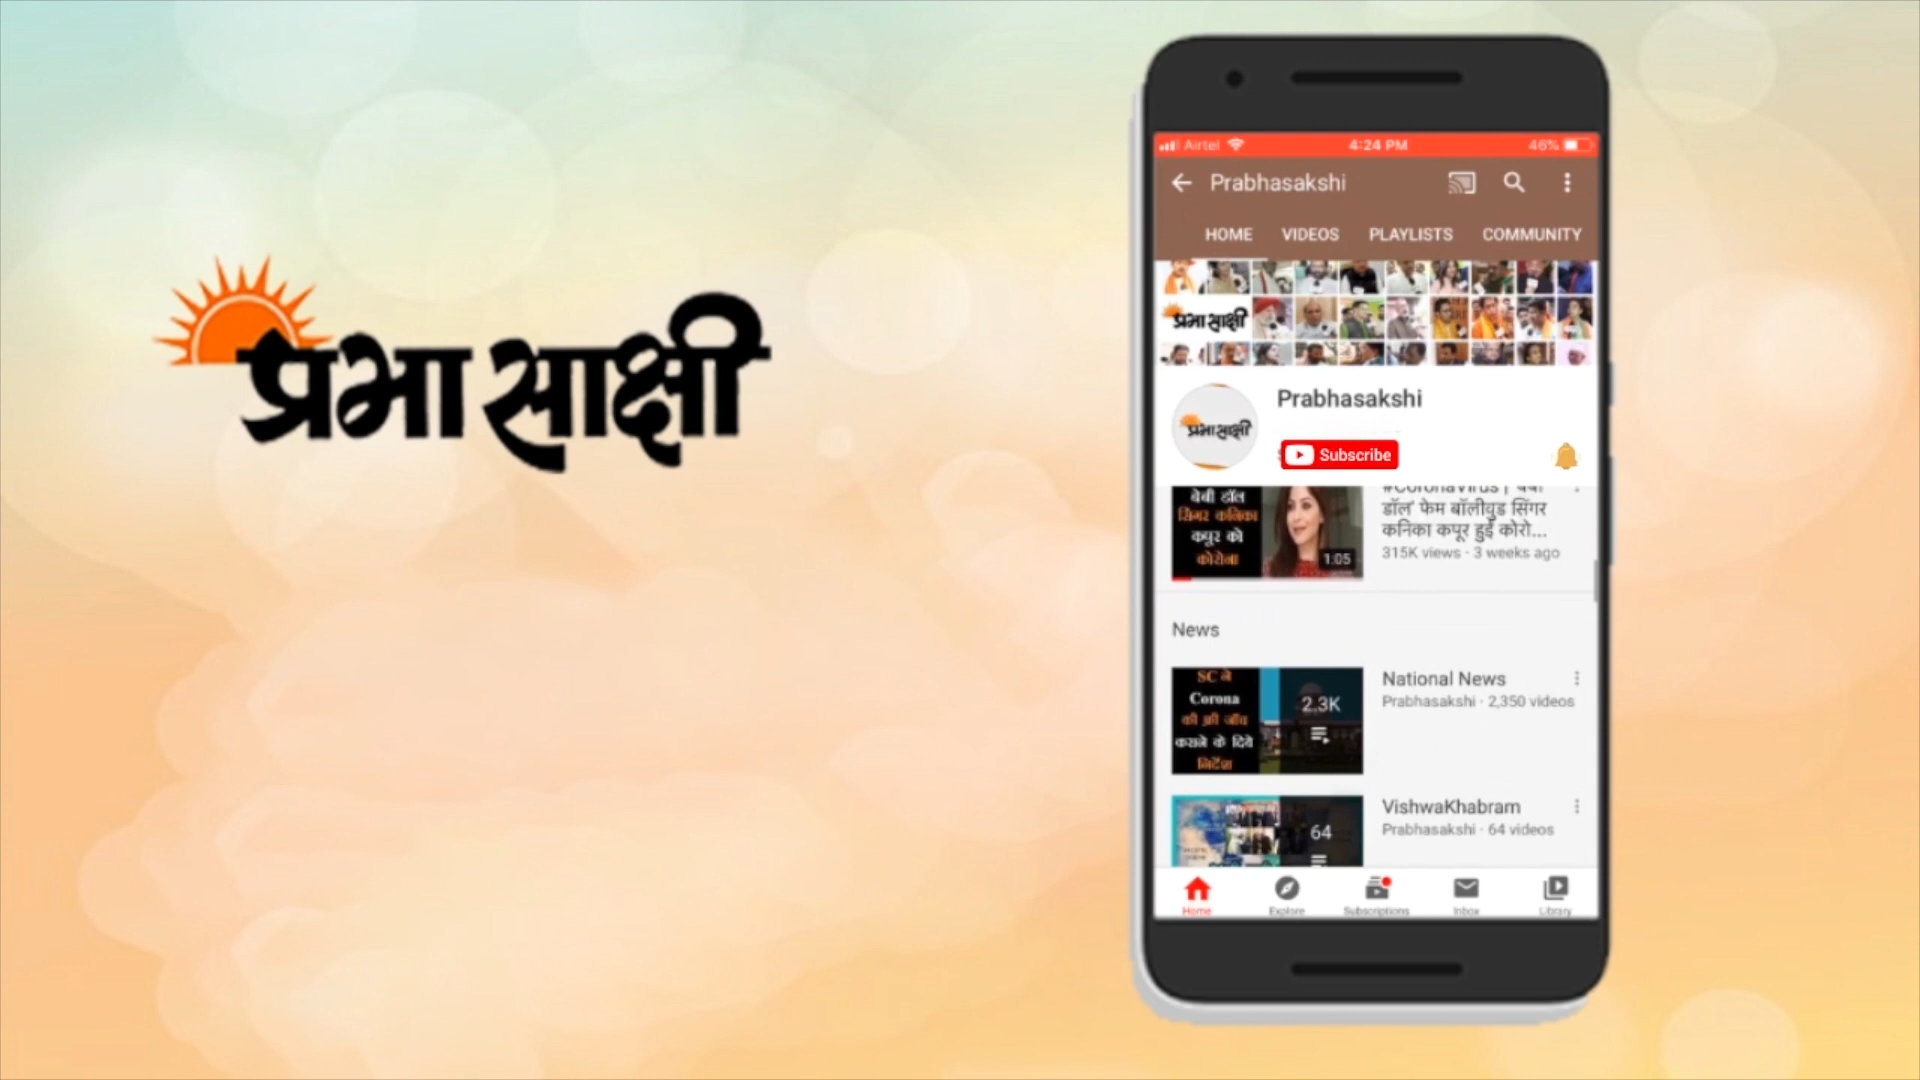 प्रभासाक्षी
Airtel 4:24 PM 46%
Prabhasakshi
HOME VIDEOS PLAYLISTS COMMUNITY
प्रभासाक्षी
Prabhasakshi
प्रभासाक्षी
Subscribe
बेबी डॉल
सिंगर कनिका
कपूर को
कोरोना
1:05
#CoronaVirus | 'बेबी
डॉल' फेम बॉलीवुड सिंगर
कनिका कपूर हुईं कोरो...
315K views · 3 weeks ago
News
SC ने
Corona
की फ्री जाँच
कराने के दिये
निर्देश
2.3K
National News
Prabhasakshi · 2,350 videos
64
VishwaKhabram
Prabhasakshi · 64 videos
Home Explore Subscriptions Inbox Library